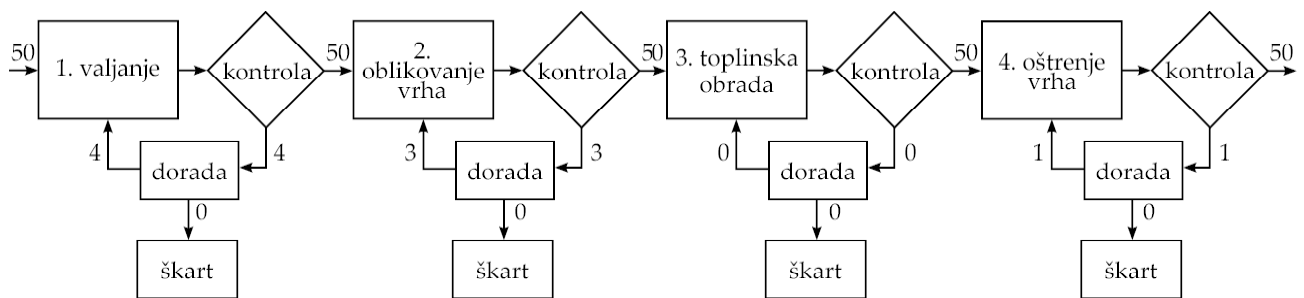 50
1. valjanje
kontrola
50
2.
oblikovanje
vrha
kontrola
50
3. toplinska
obrada
kontrola
50
4. oštrenje
vrha
kontrola
50
4
dorada
4
3
dorada
3
0
dorada
0
1
dorada
1
0
0
0
0
škart
škart
škart
škart